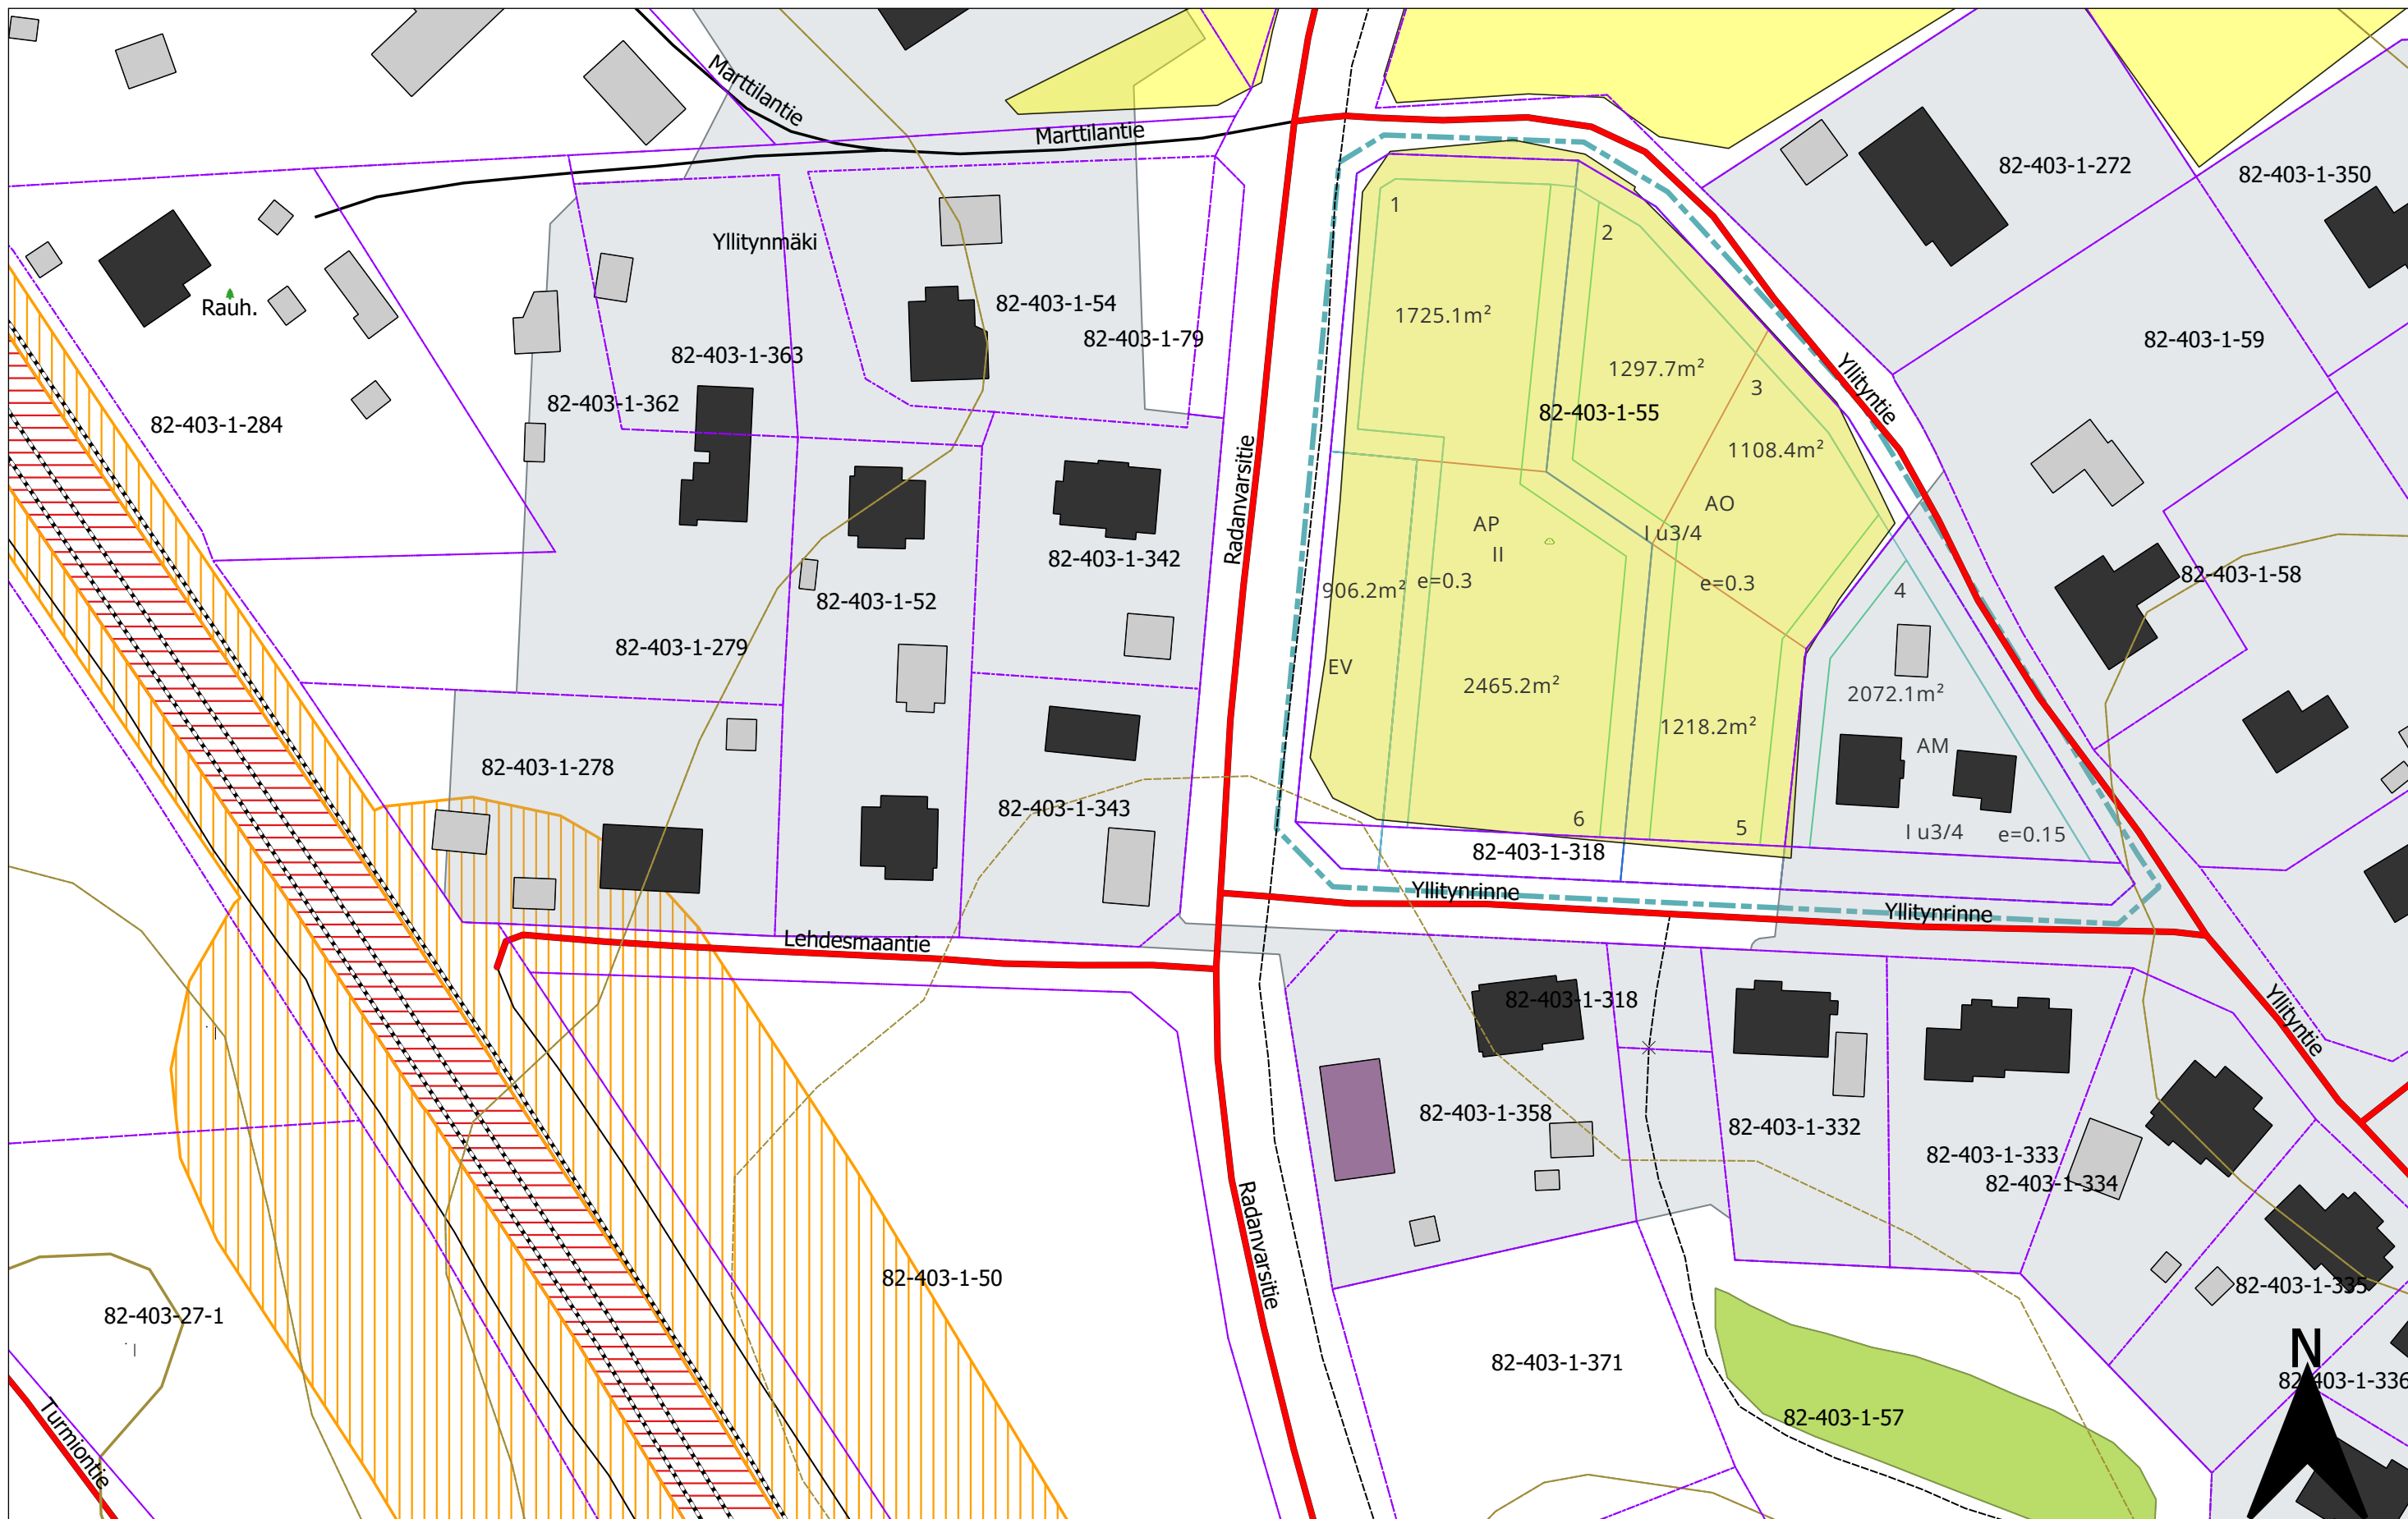 Marttilantie
Marttilantie
82-403-1-272
82-403-1-350
1
2
Yllitynmäki
Rauh.
82-403-1-54
82-403-1-79
1725.1m²
82-403-1-59
82-403-1-363
1297.7m²
3
Yllityntie
82-403-1-362
82-403-1-55
82-403-1-284
1108.4m²
Radanvarsitie
AO
AP
I u3/4
II
82-403-1-342
906.2m²
e=0.3
e=0.3
82-403-1-58
4
82-403-1-52
82-403-1-279
EV
2465.2m²
2072.1m²
1218.2m²
AM
82-403-1-278
82-403-1-343
6
5
I u3/4
e=0.15
82-403-1-318
Yllitynrinne
Yllitynrinne
Lehdesmaantie
82-403-1-318
Yllityntie
82-403-1-358
82-403-1-332
82-403-1-333
82-403-1-334
Radanvarsitie
82-403-1-50
82-403-1-335
82-403-27-1
N
82-403-1-371
82-403-1-336
82-403-1-57
Turmiontie